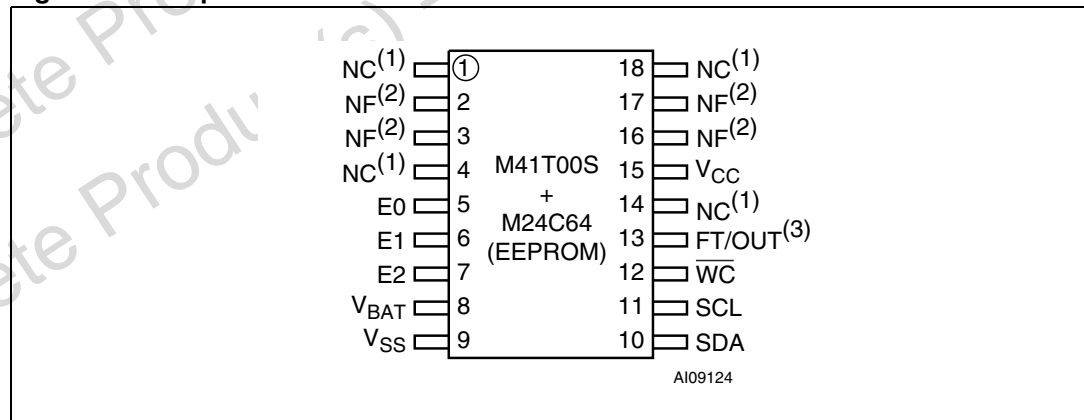 NC(1) 1 18 NC(1)
NF(2) 2 17 NF(2)
NF(2) 3 16 NF(2)
NC(1) 4 M41T00S 15 VCC
E0 5 + 14 NC(1)
E1 6 M24C64 13 FT/OUT(3)
E2 7 (EEPROM) 12 WC
VBAT 8 11 SCL
VSS 9 10 SDA
AI09124